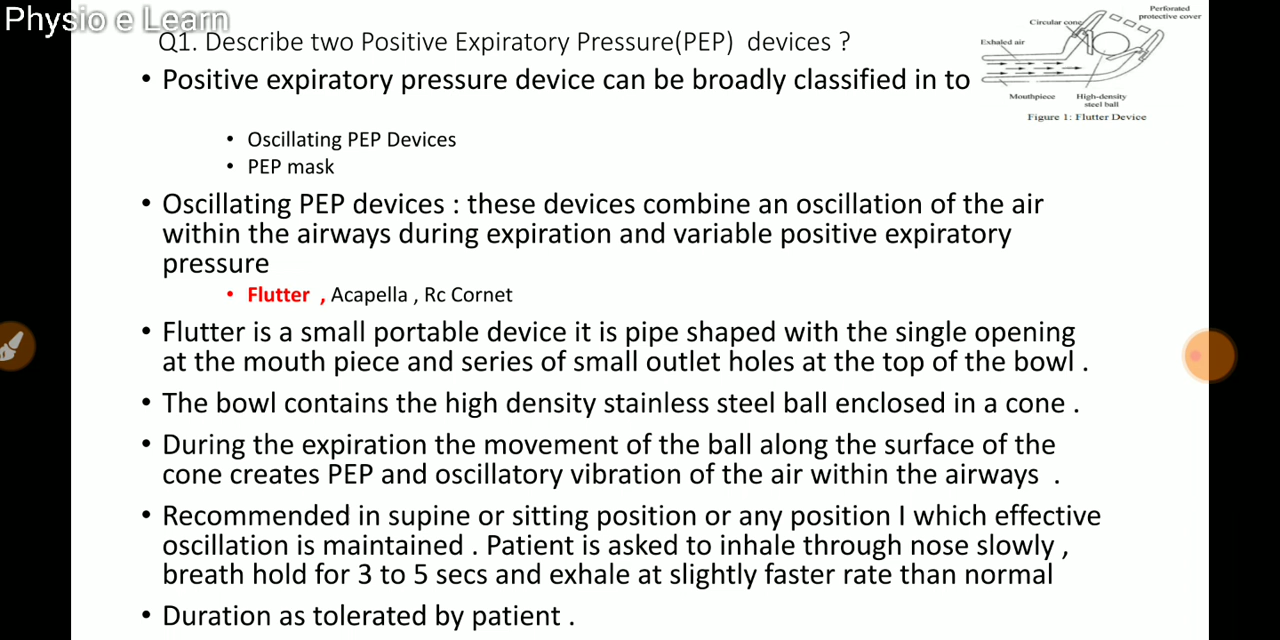 Physio e Learn
Q1. Describe two Positive Expiratory Pressure(PEP) devices ?
• Positive expiratory pressure device can be broadly classified in to
• Oscillating PEP Devices
• PEP mask
• Oscillating PEP devices : these devices combine an oscillation of the air
within the airways during expiration and variable positive expiratory
pressure
• Flutter , Acapella , Rc Cornet
• Flutter is a small portable device it is pipe shaped with the single opening
at the mouth piece and series of small outlet holes at the top of the bowl .
• The bowl contains the high density stainless steel ball enclosed in a cone .
• During the expiration the movement of the ball along the surface of the
cone creates PEP and oscillatory vibration of the air within the airways .
• Recommended in supine or sitting position or any position I which effective
oscillation is maintained . Patient is asked to inhale through nose slowly ,
breath hold for 3 to 5 secs and exhale at slightly faster rate than normal
• Duration as tolerated by patient .
Perforated
protective cover
Circular cone
Exhaled air
Mouthpiece
High-density
steel ball
Figure 1: Flutter Device